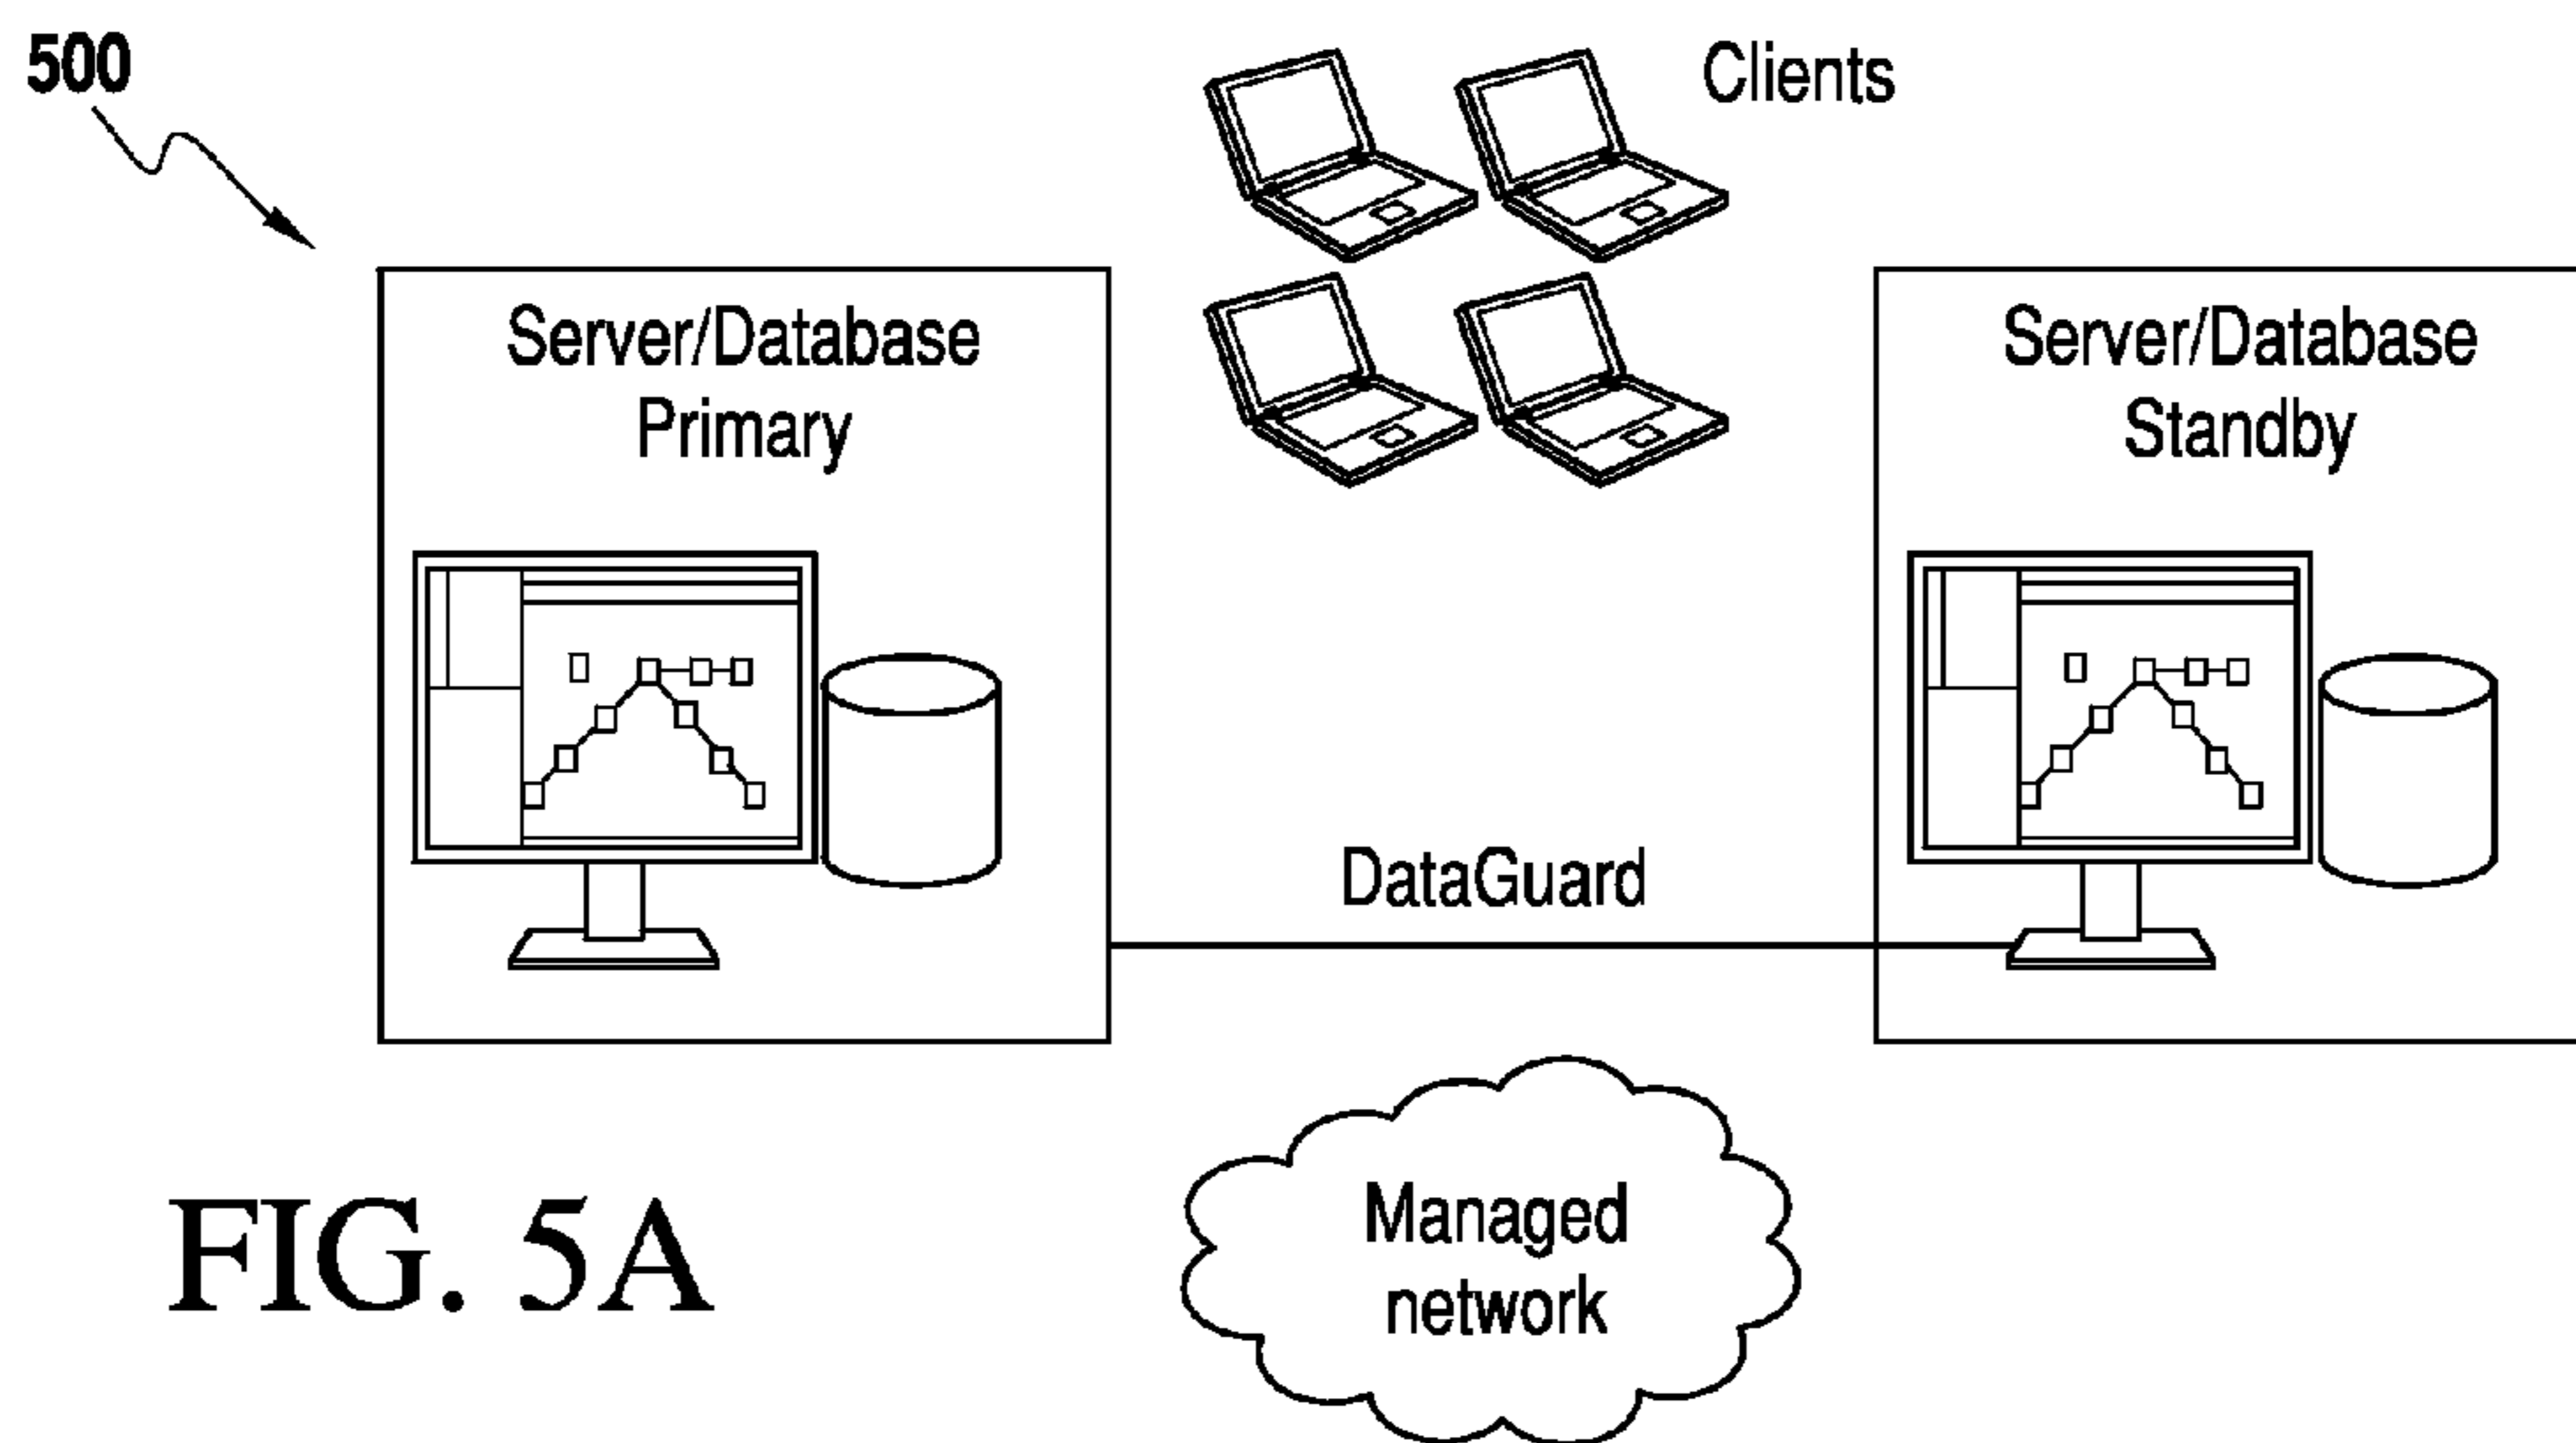 500
Clients
Server/Database
Primary
Server/Database
Standby
DataGuard
Managed
network
FIG. 5A